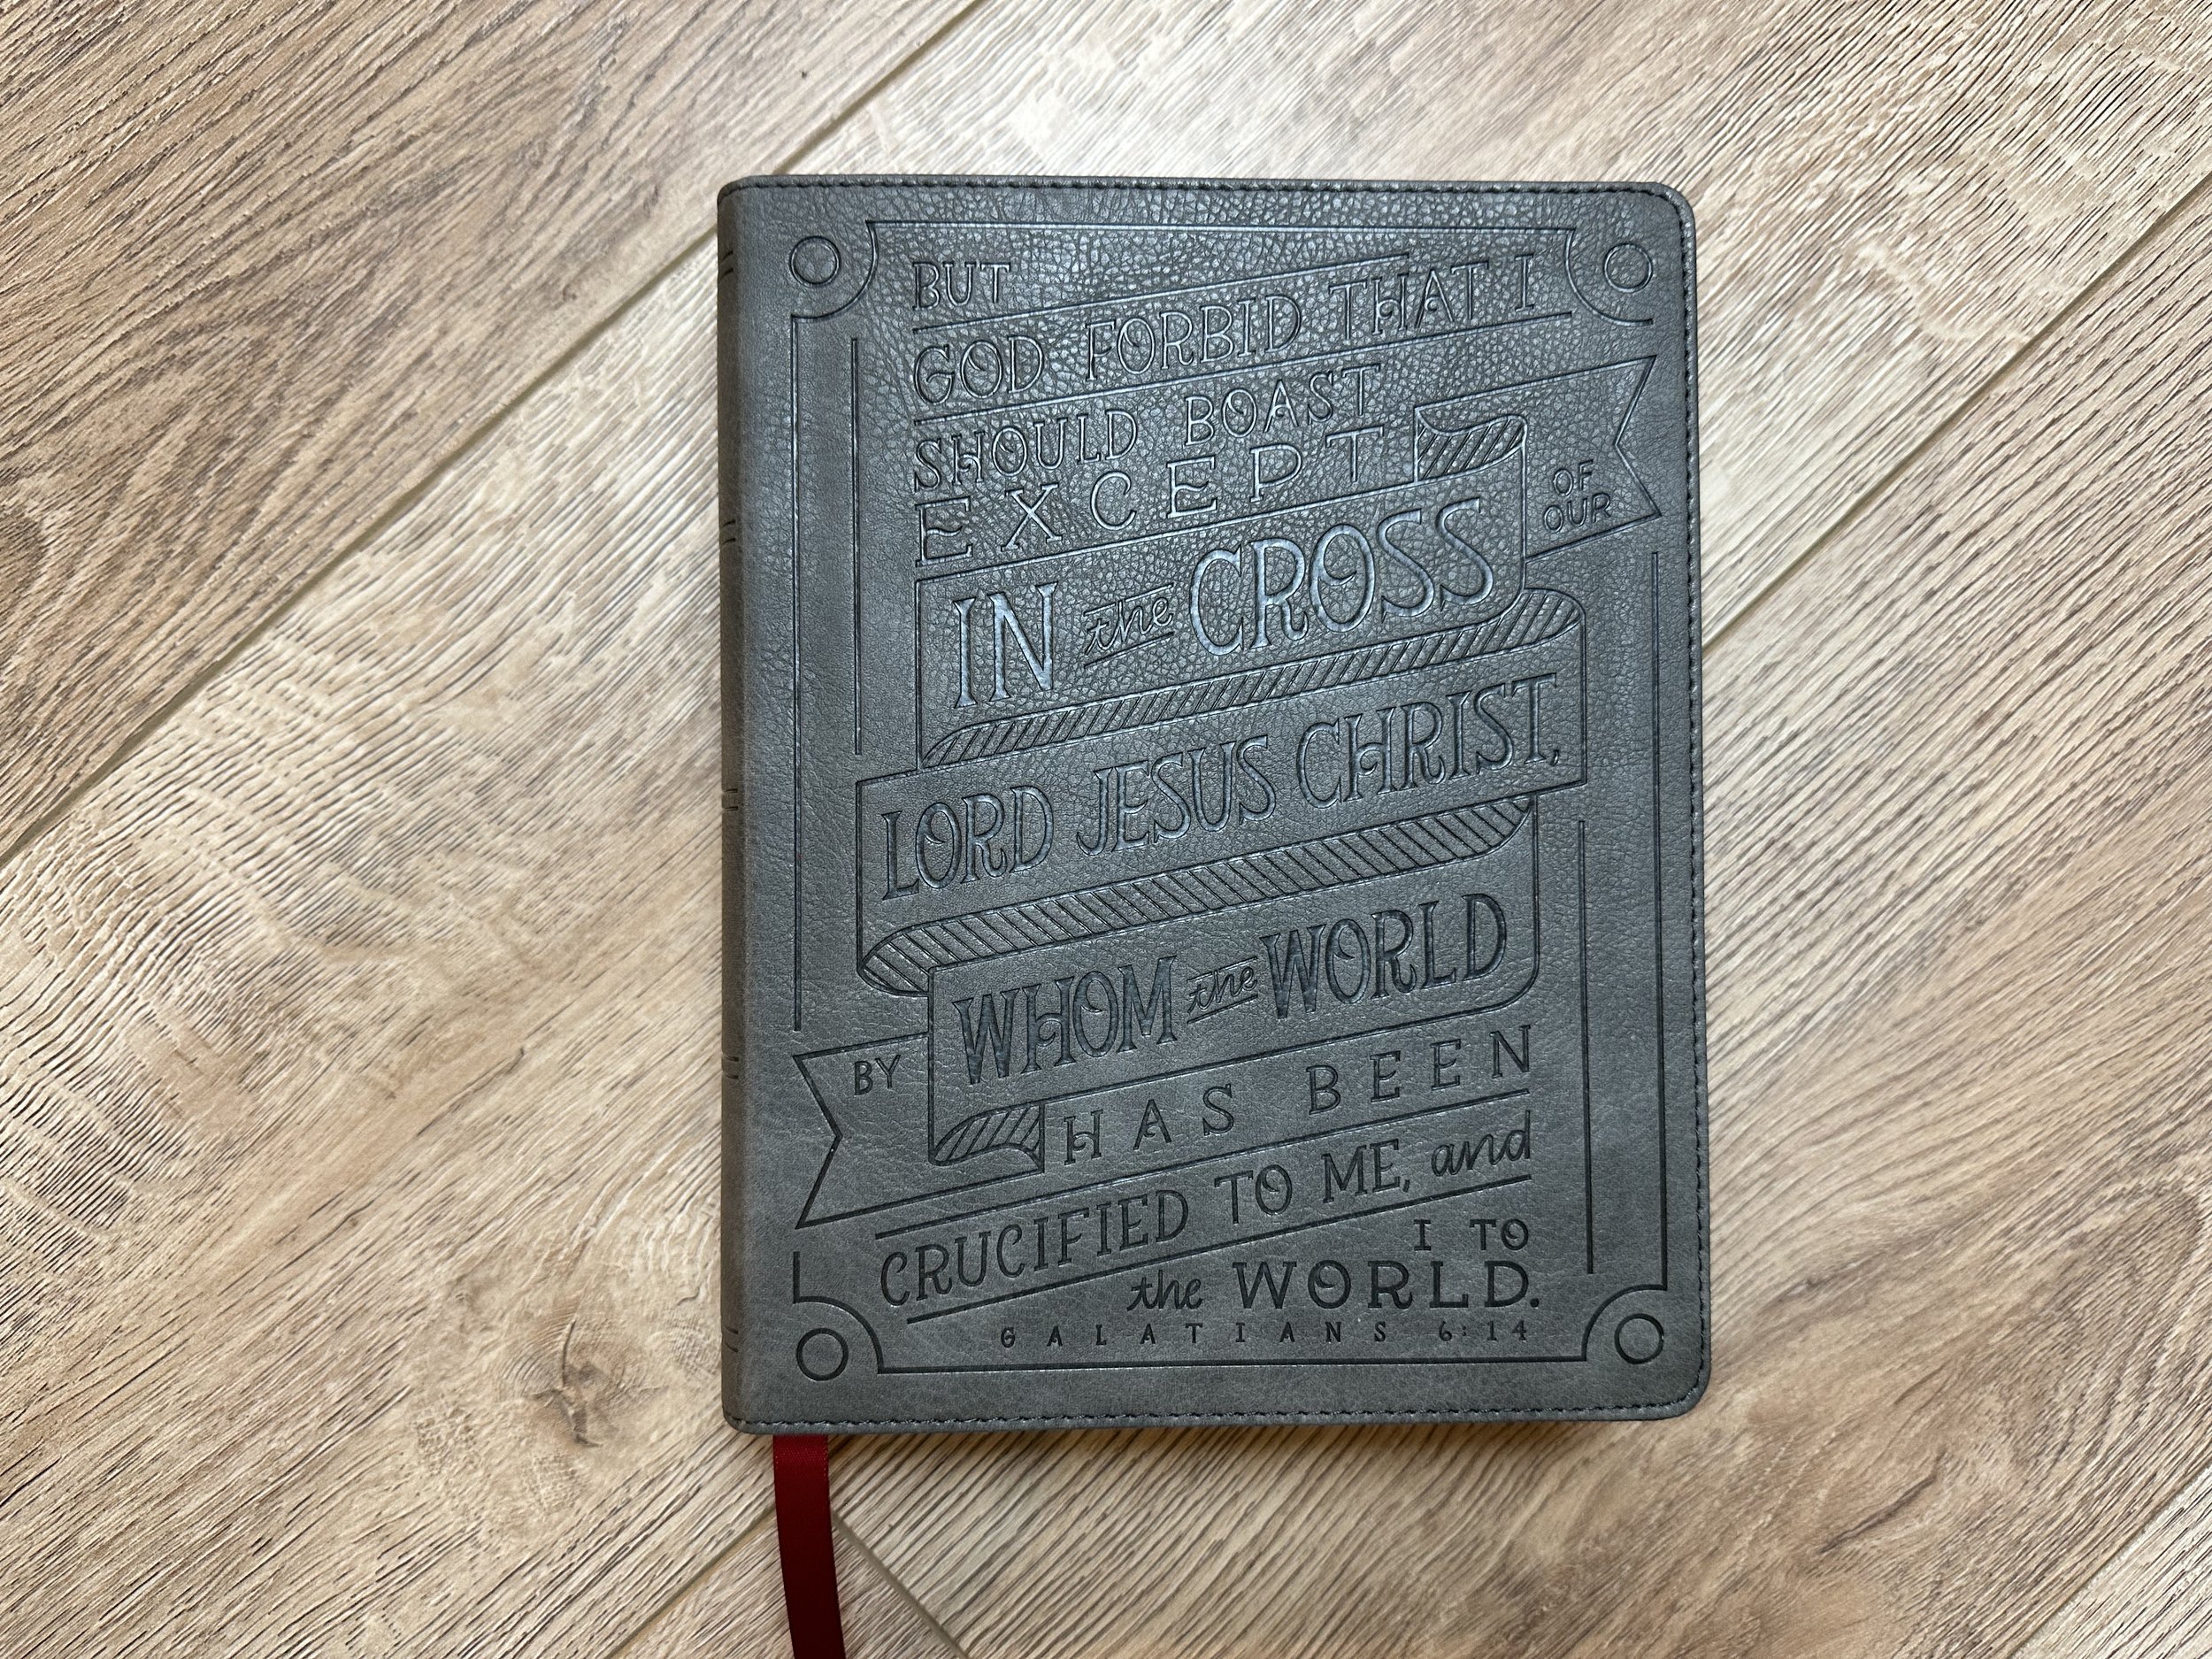 BUT
GOD FORBID THAT I
SHOULD BOAST
EXCEPT
IN the CROSS
OF
OUR
LORD JESUS CHRIST,
BY
WHOM the WORLD
HAS BEEN
CRUCIFIED TO ME, and
I TO
the WORLD.
GALATIANS 6:14